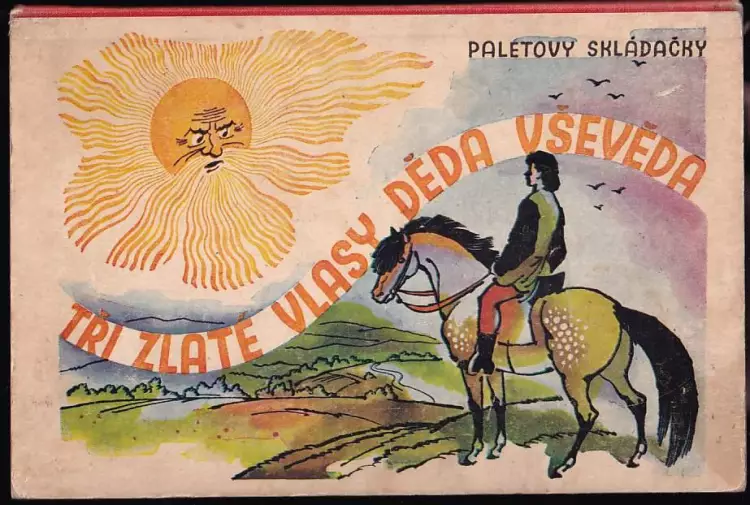 PALETOVY SKLÁDAČKY
TŘI ZLATÉ VLASY DĚDA VŠEVĚDA